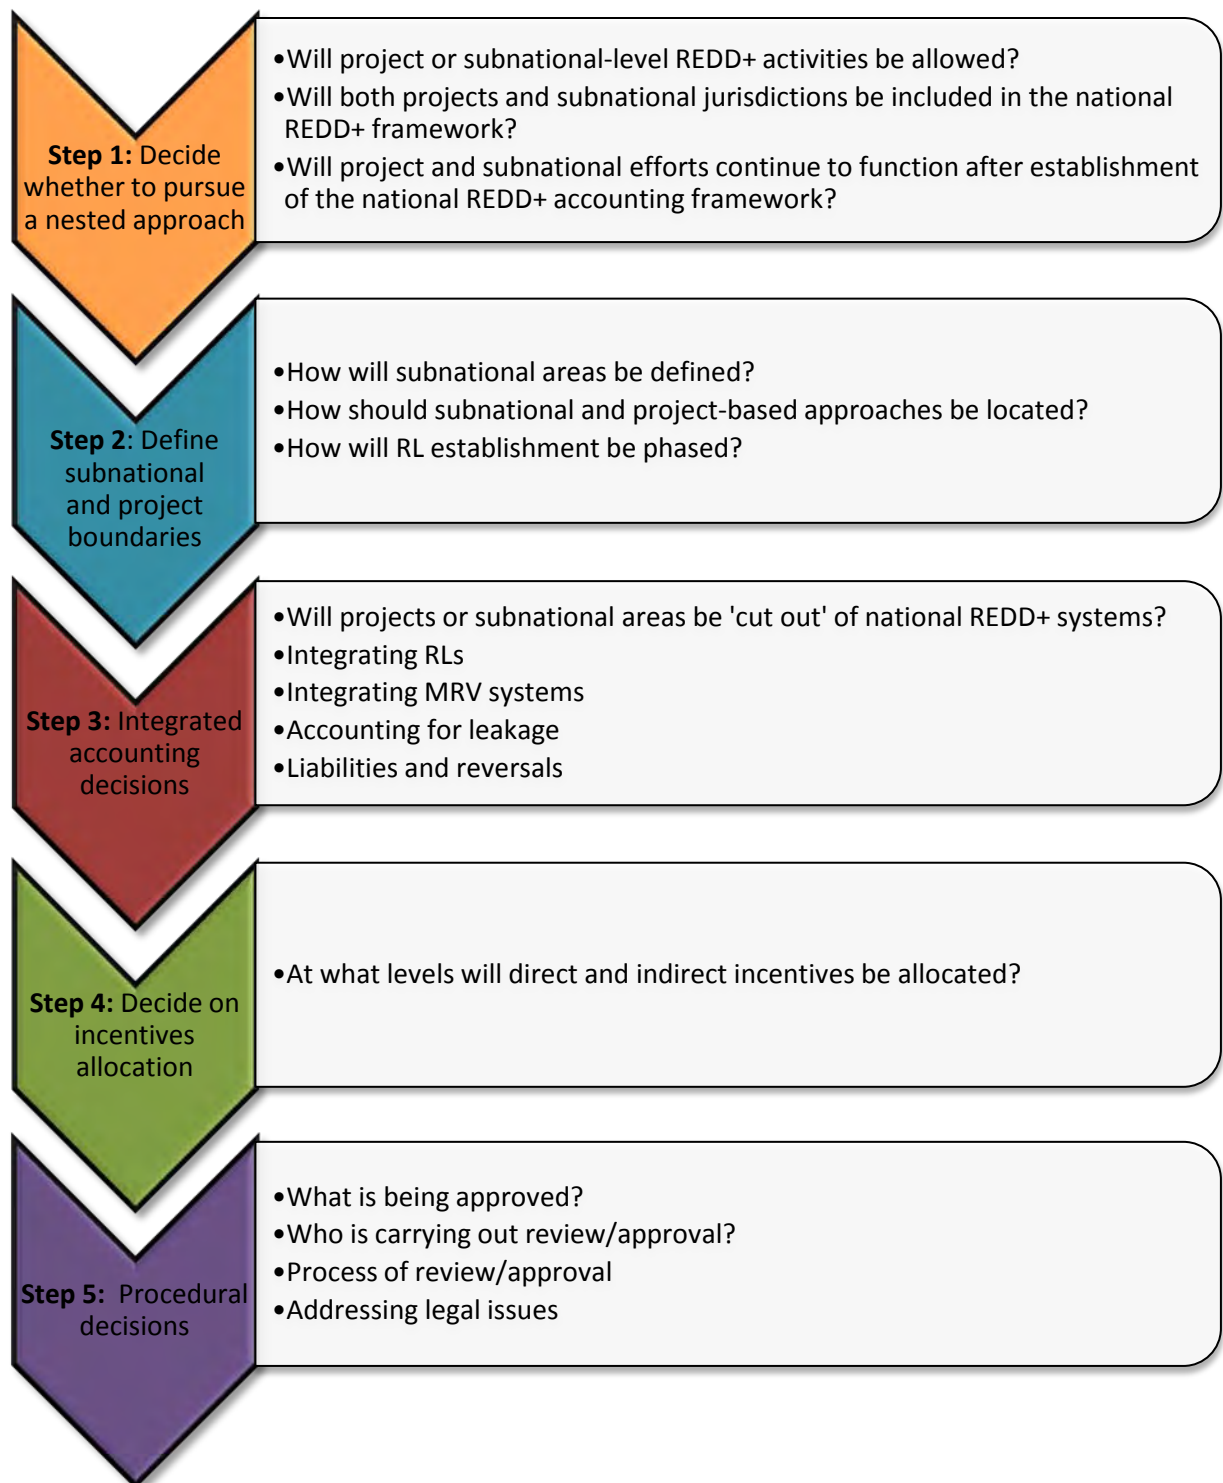 Step 1: Decide
whether to pursue
a nested approach
•Will project or subnational-level REDD+ activities be allowed?
•Will both projects and subnational jurisdictions be included in the national
REDD+ framework?
•Will project and subnational efforts continue to function after establishment
of the national REDD+ accounting framework?
Step 2: Define
subnational
and project
boundaries
•How will subnational areas be defined?
•How should subnational and project-based approaches be located?
•How will RL establishment be phased?
Step 3: Integrated
accounting
decisions
•Will projects or subnational areas be 'cut out' of national REDD+ systems?
•Integrating RLs
•Integrating MRV systems
•Accounting for leakage
•Liabilities and reversals
Step 4: Decide on
incentives
allocation
•At what levels will direct and indirect incentives be allocated?
Step 5: Procedural
decisions
•What is being approved?
•Who is carrying out review/approval?
•Process of review/approval
•Addressing legal issues